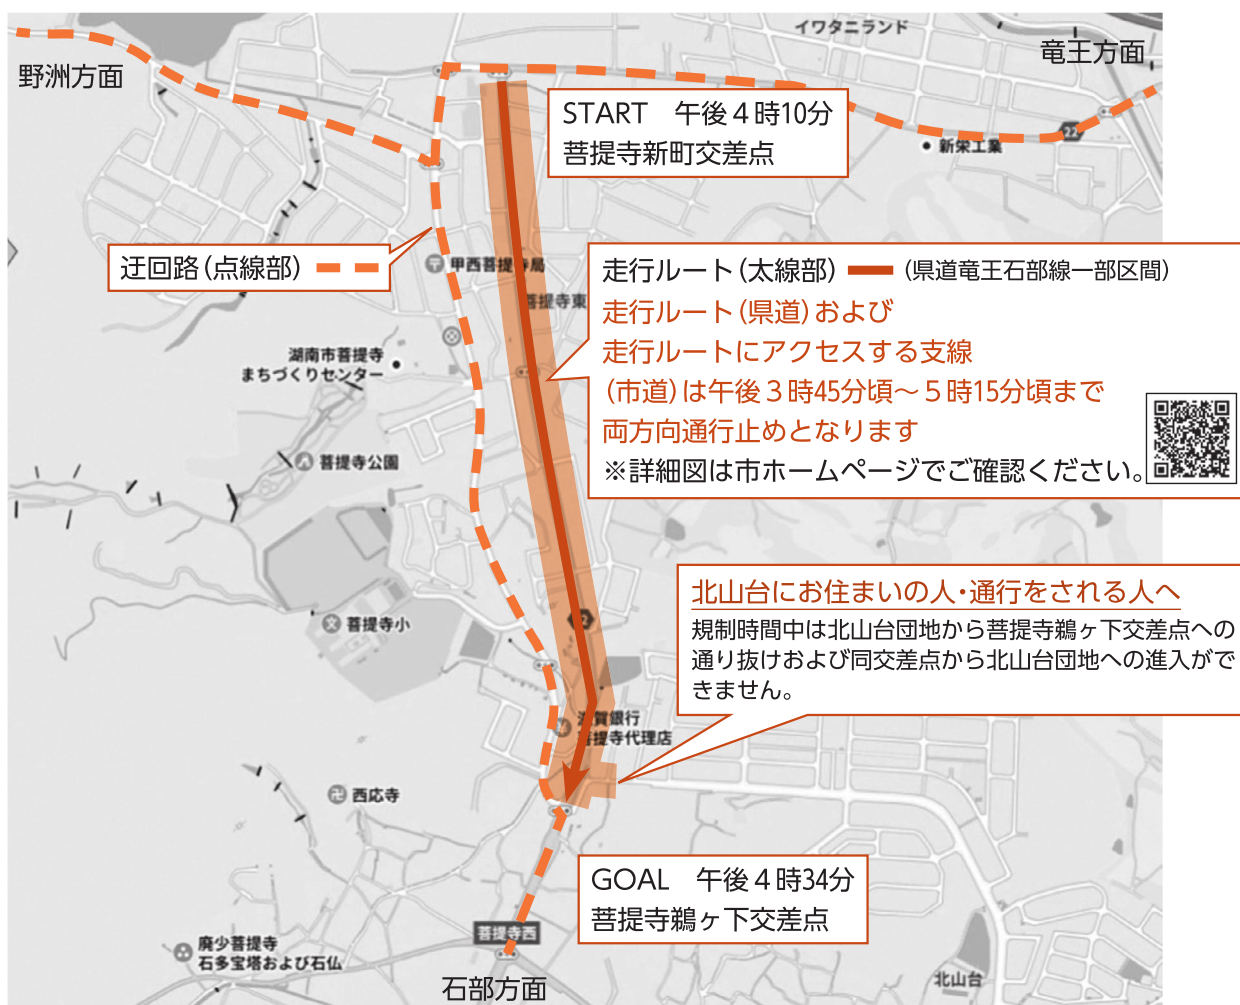 イワタニランド
竜王方面
野洲方面
START　午後４時10分
菩提寺新町交差点
22
新栄工業
迂回路（点線部）
甲西菩提寺局
走行ルート（太線部）
（県道竜王石部線一部区間）
走行ルート（県道）および
走行ルートにアクセスする支線
（市道）は午後３時45分頃～５時15分頃まで
両方向通行止めとなります
※詳細図は市ホームページでご確認ください。
菩提寺東
湖南市菩提寺
まちづくりセンター
菩提寺公園
北山台にお住まいの人・通行をされる人へ
規制時間中は北山台団地から菩提寺鵜ヶ下交差点への
通り抜けおよび同交差点から北山台団地への進入がで
きません。
文
菩提寺小
滋賀銀行
菩提寺代理店
卍
西応寺
GOAL　午後４時34分
菩提寺鵜ヶ下交差点
菩提寺西
廃少菩提寺
石多宝塔および石仏
石部方面
北山台